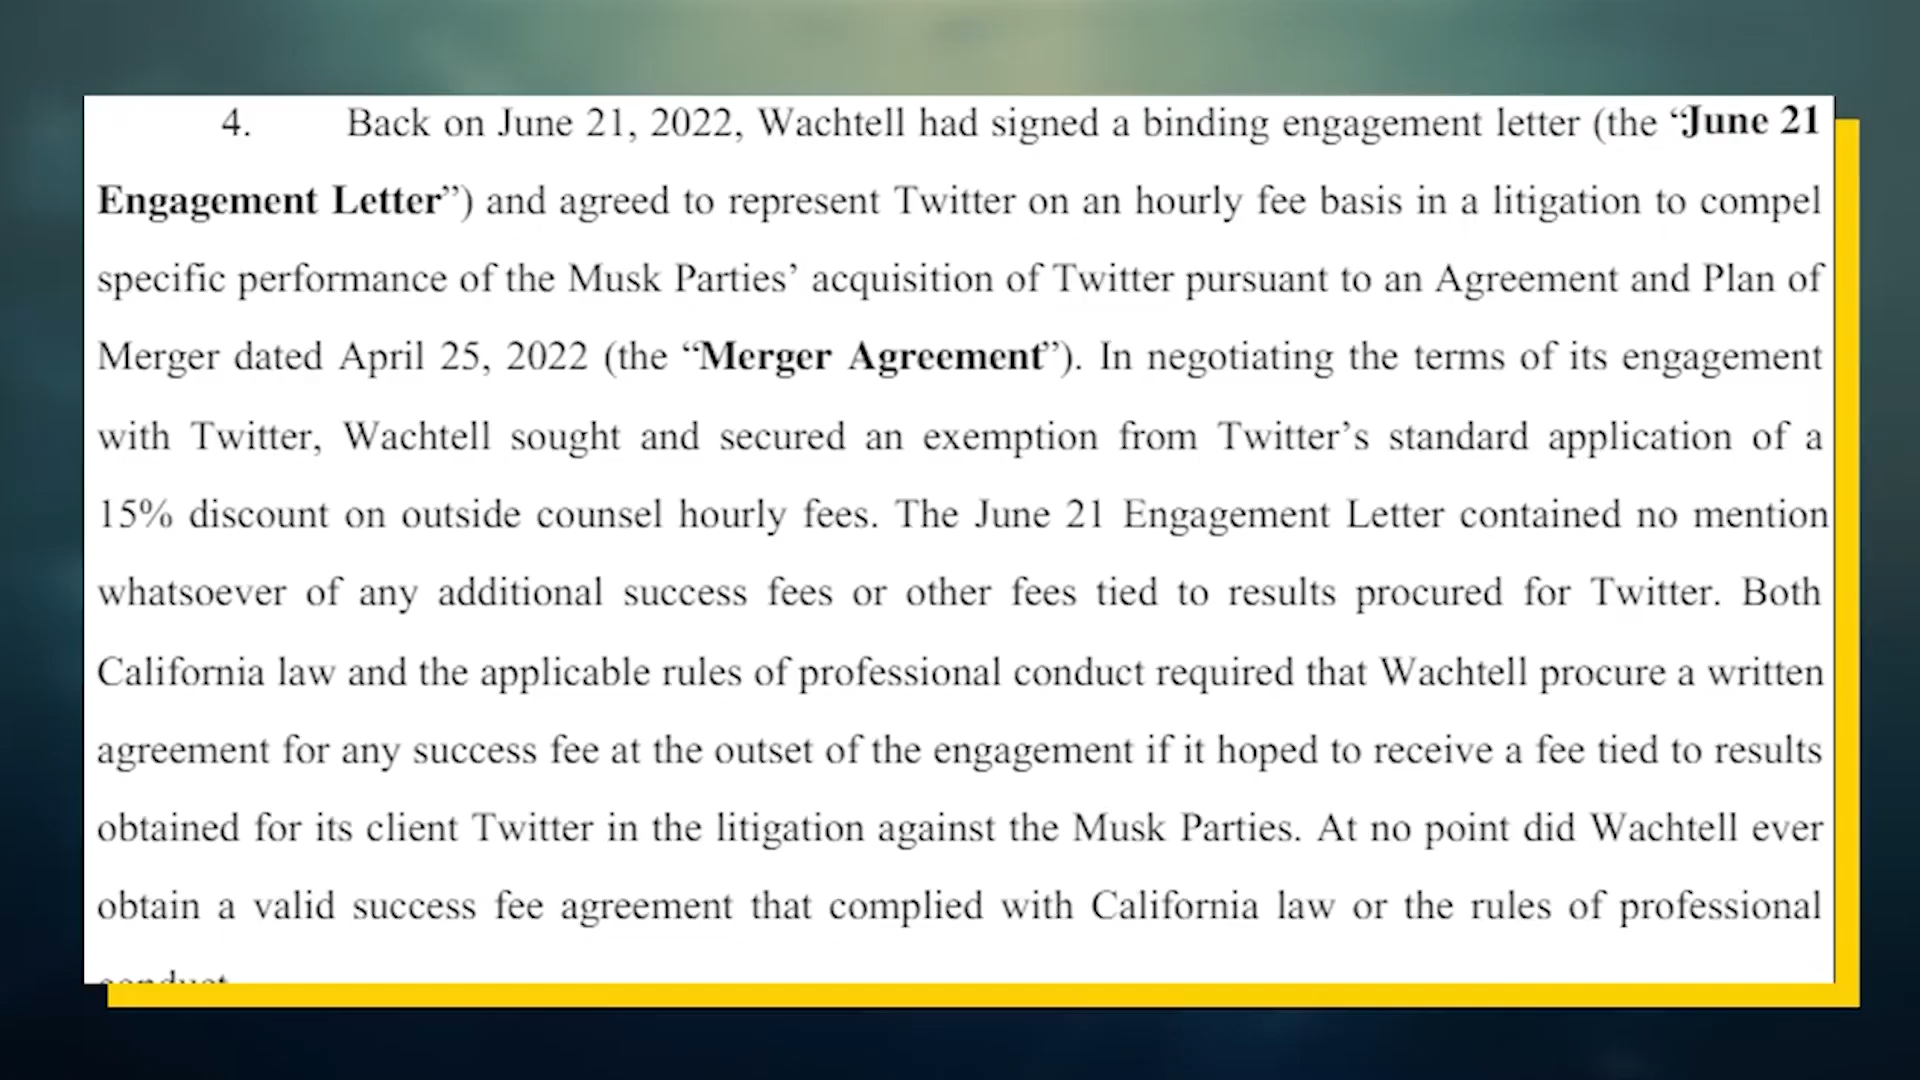 4. Back on June 21, 2022, Wachtell had signed a binding engagement letter (the “June 21
Engagement Letter”) and agreed to represent Twitter on an hourly fee basis in a litigation to compel
specific performance of the Musk Parties’ acquisition of Twitter pursuant to an Agreement and Plan of
Merger dated April 25, 2022 (the “Merger Agreement”). In negotiating the terms of its engagement
with Twitter, Wachtell sought and secured an exemption from Twitter’s standard application of a
15% discount on outside counsel hourly fees. The June 21 Engagement Letter contained no mention
whatsoever of any additional success fees or other fees tied to results procured for Twitter. Both
California law and the applicable rules of professional conduct required that Wachtell procure a written
agreement for any success fee at the outset of the engagement if it hoped to receive a fee tied to results
obtained for its client Twitter in the litigation against the Musk Parties. At no point did Wachtell ever
obtain a valid success fee agreement that complied with California law or the rules of professional